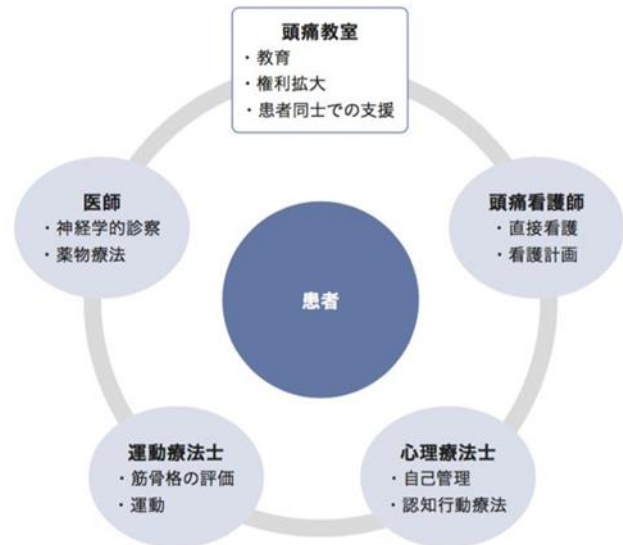 頭痛教室
・教育
・権利拡大
・患者同士での支援
医師
・神経学的診察
・薬物療法
頭痛看護師
・直接看護
・看護計画
患者
運動療法士
・筋骨格の評価
・運動
心理療法士
・自己管理
・認知行動療法